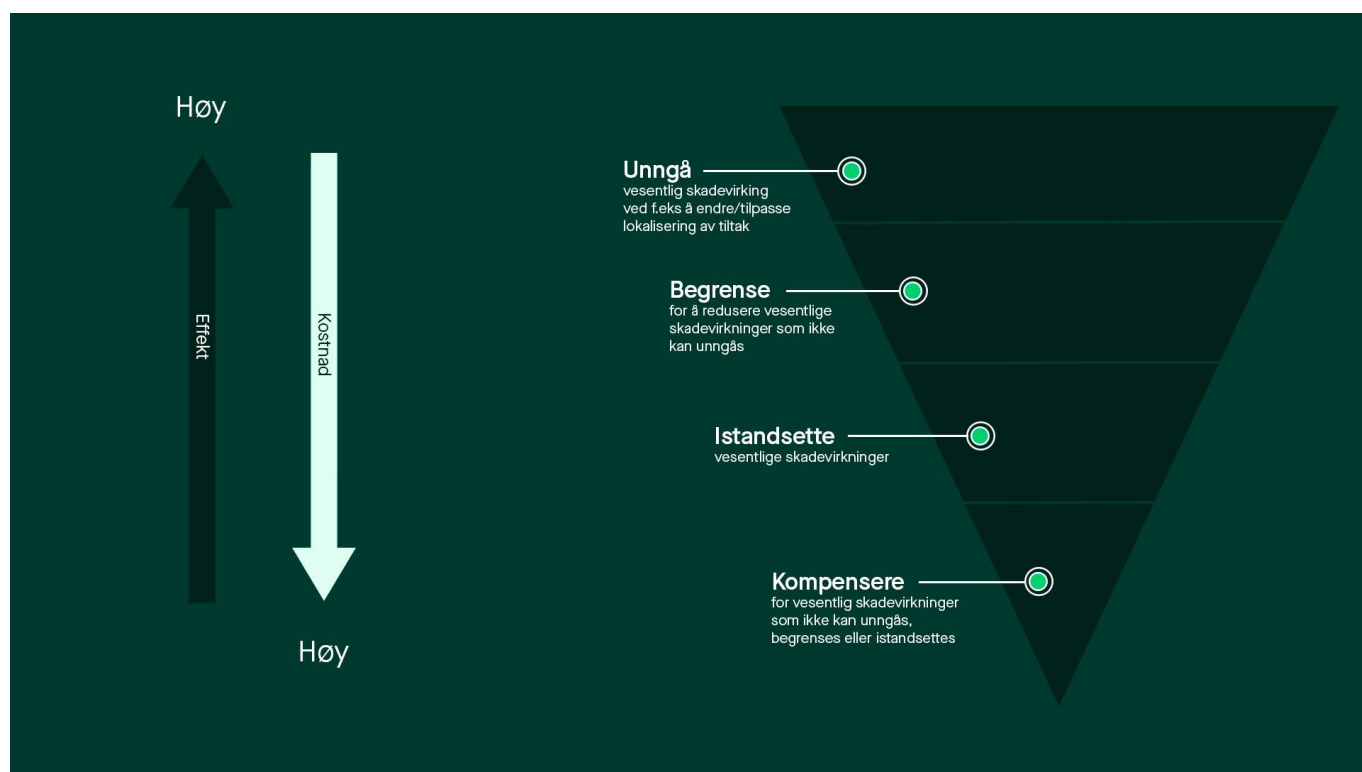 Høy
Effekt
Kostnad
Høy
Unngå
vesentlig skadevirking
ved f.eks å endre/tilpasse
lokalisering av tiltak
Begrense
for å redusere vesentlige
skadevirkninger som ikke
kan unngås
Istandsette
vesentlige skadevirkninger
Kompensere
for vesentlig skadevirkninger
som ikke kan unngås,
begrenses eller istandsettes